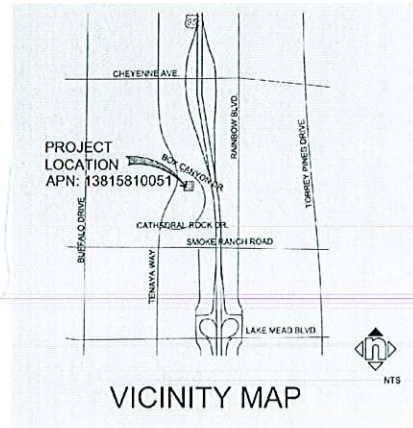 CHEYENNE AVE.
RAINBOW BLVD.
TORREY PINES DRIVE
PROJECT
LOCATION
APN: 13815810051
BOX CANYON DR.
BUFFALO DRIVE
CATHEDRAL ROCK DR.
SMOKE RANCH ROAD
TENAYA WAY
LAKE MEAD BLVD.
n
NTS
VICINITY MAP